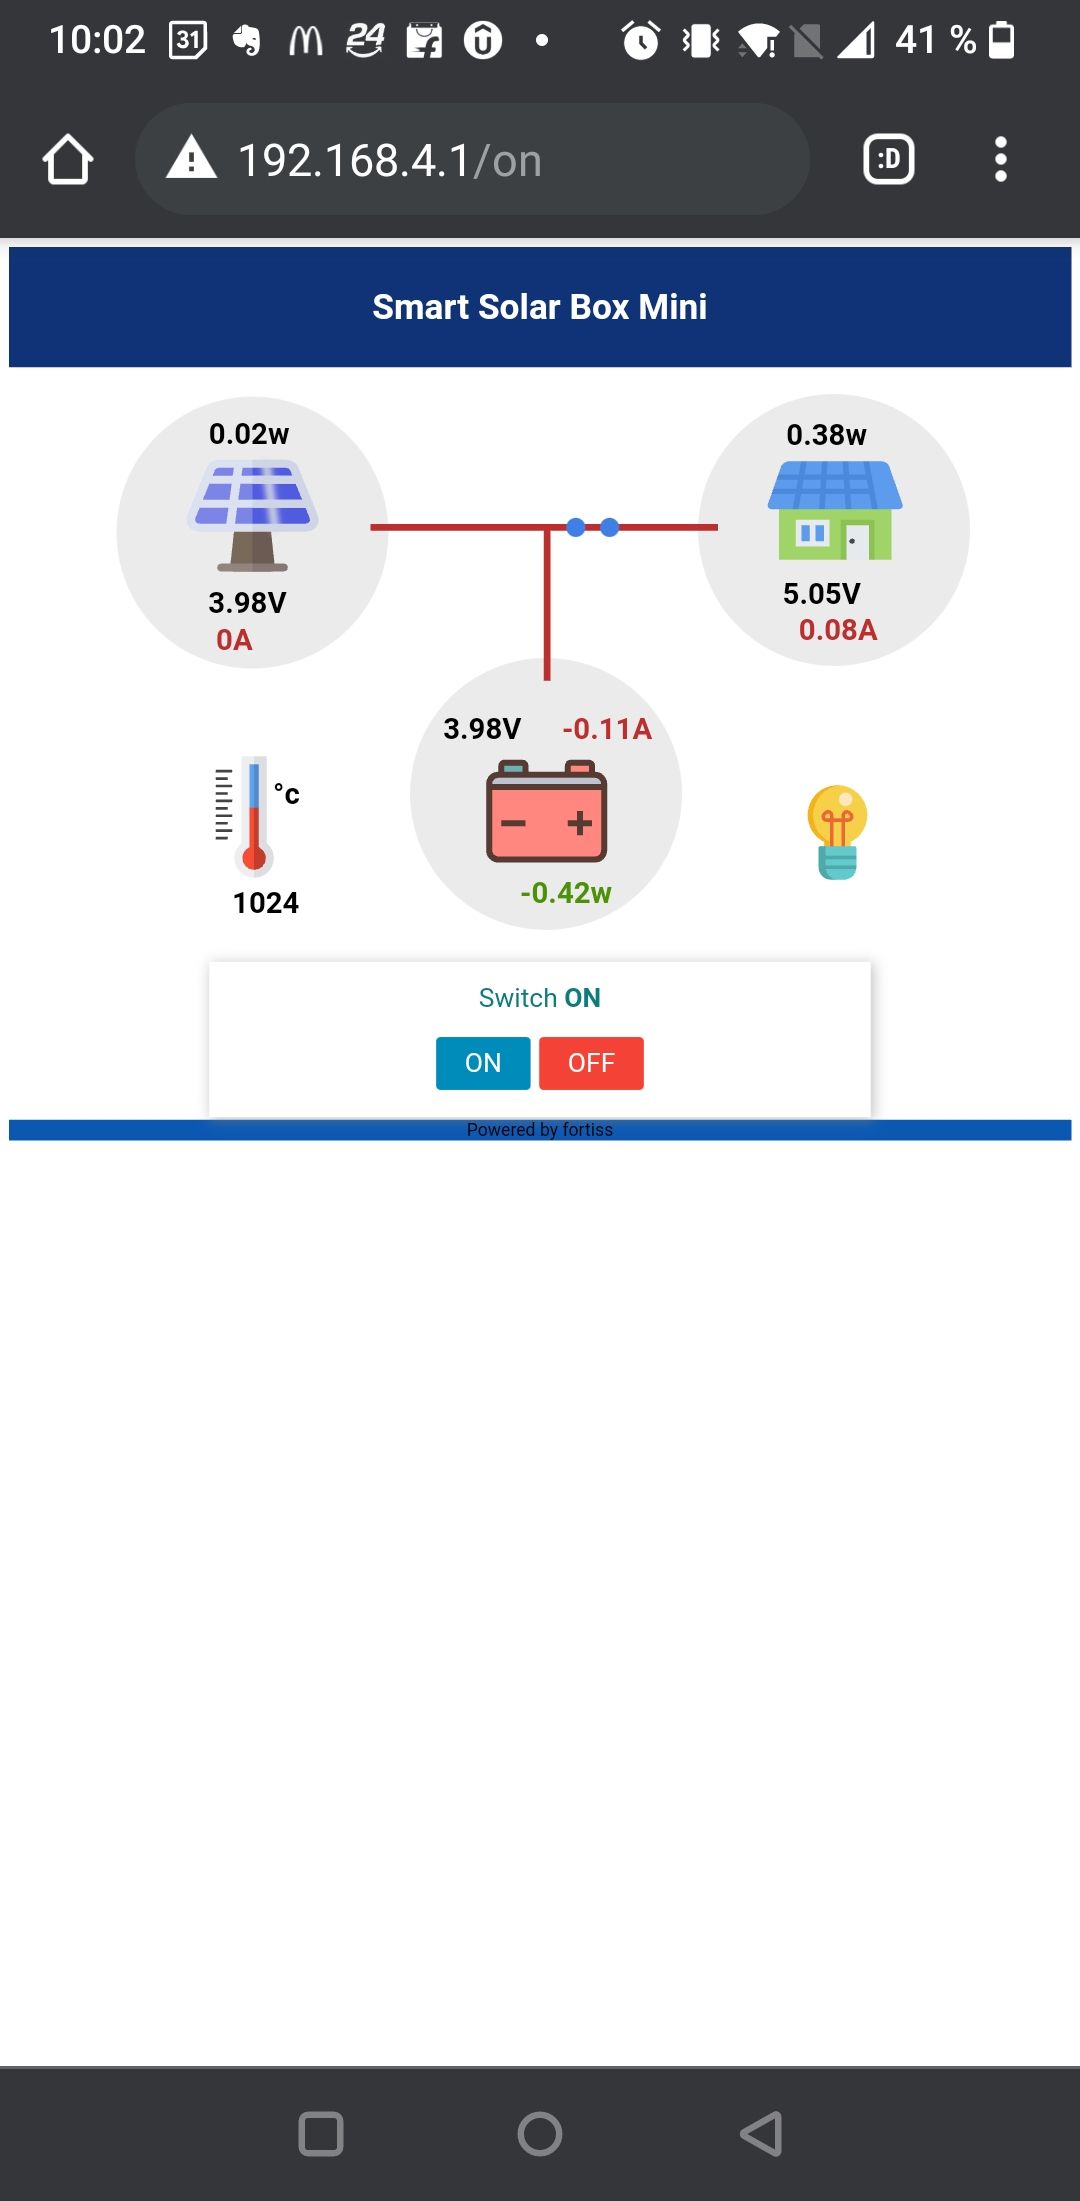 10:02 31 24 41 %
192.168.4.1/on :D
Smart Solar Box Mini
0.02w
0.38w
3.98V
0A
5.05V
0.08A
3.98V -0.11A
°c
- +
1024
-0.42w
Switch ON
ON OFF
Powered by fortiss